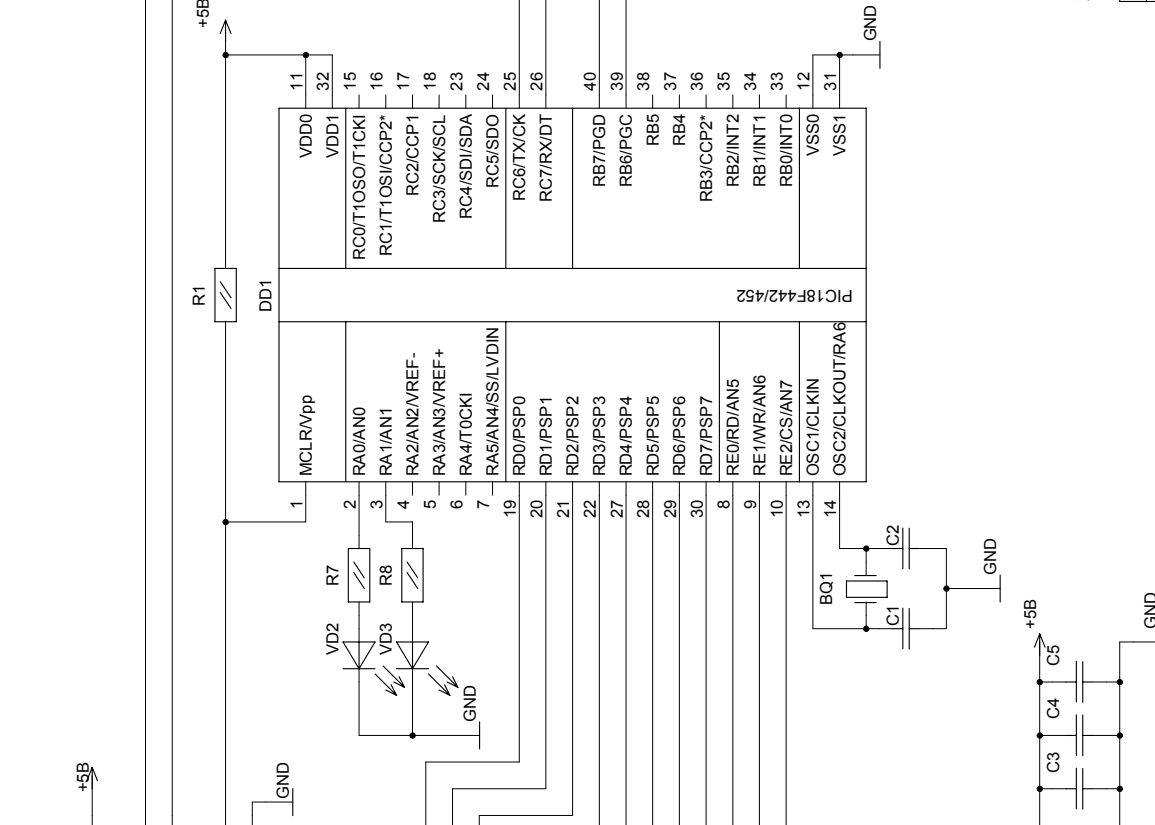 +5В
GND
11
32
15
16
17
18
23
24
25
26
40
39
38
37
36
35
34
33
12
31
VDD0
VDD1
RC0/T1OSO/T1CKI
RC1/T1OSI/CCP2*
RC2/CCP1
RC3/SCK/SCL
RC4/SDI/SDA
RC5/SDO
RC6/TX/CK
RC7/RX/DT
RB7/PGD
RB6/PGC
RB5
RB4
RB3/CCP2*
RB2/INT2
RB1/INT1
RB0/INT0
VSS0
VSS1
R1
DD1
PIC18F442/452
MCLR/Vpp
RA0/AN0
RA1/AN1
RA2/AN2/VREF-
RA3/AN3/VREF+
RA4/T0CKI
RA5/AN4/SS/LVDIN
RD0/PSP0
RD1/PSP1
RD2/PSP2
RD3/PSP3
RD4/PSP4
RD5/PSP5
RD6/PSP6
RD7/PSP7
RE0/RD/AN5
RE1/WR/AN6
RE2/CS/AN7
OSC1/CLKIN
OSC2/CLKOUT/RA6
1
2
3
4
5
6
7
19
20
21
22
27
28
29
30
8
9
10
13
14
R7
R8
VD2
VD3
GND
BQ1
C2
C1
GND
+5В
C5
C4
C3
GND
+5В
GND